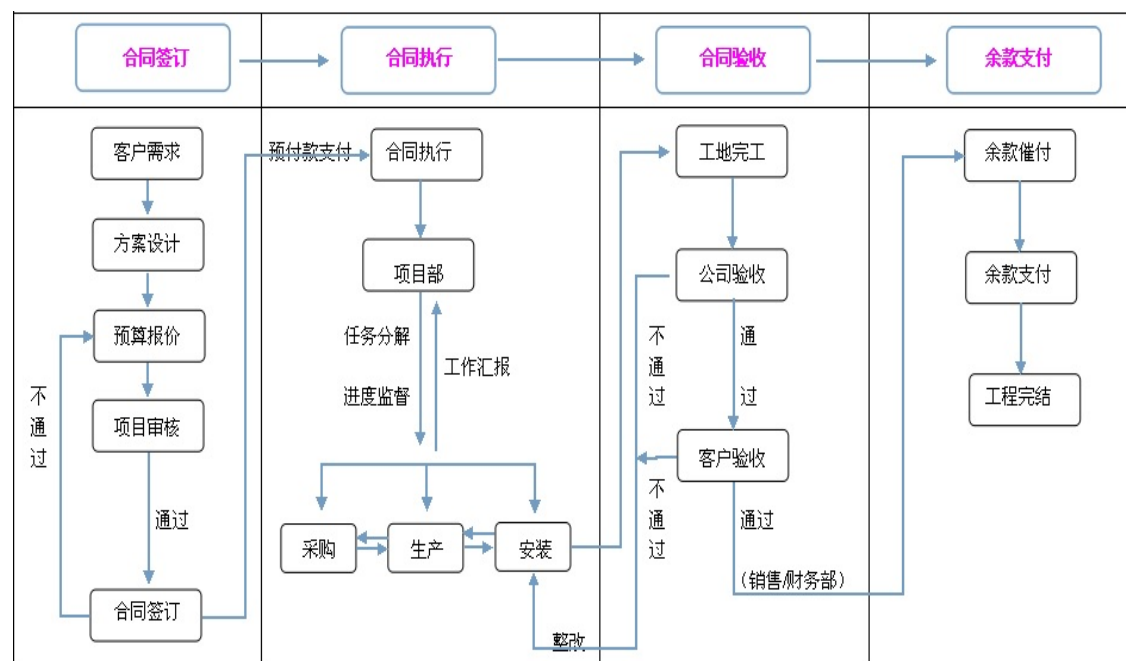 合同签订
合同执行
合同验收
余款支付
客户需求
方案设计
预算报价
项目审核
不通过
通过
合同签订
预付款支付
合同执行
项目部
任务分解
进度监督
工作汇报
采购
生产
安装
整改
工地完工
公司验收
不通过
通过
客户验收
不通过
通过
(销售/财务部)
余款催付
余款支付
工程完结